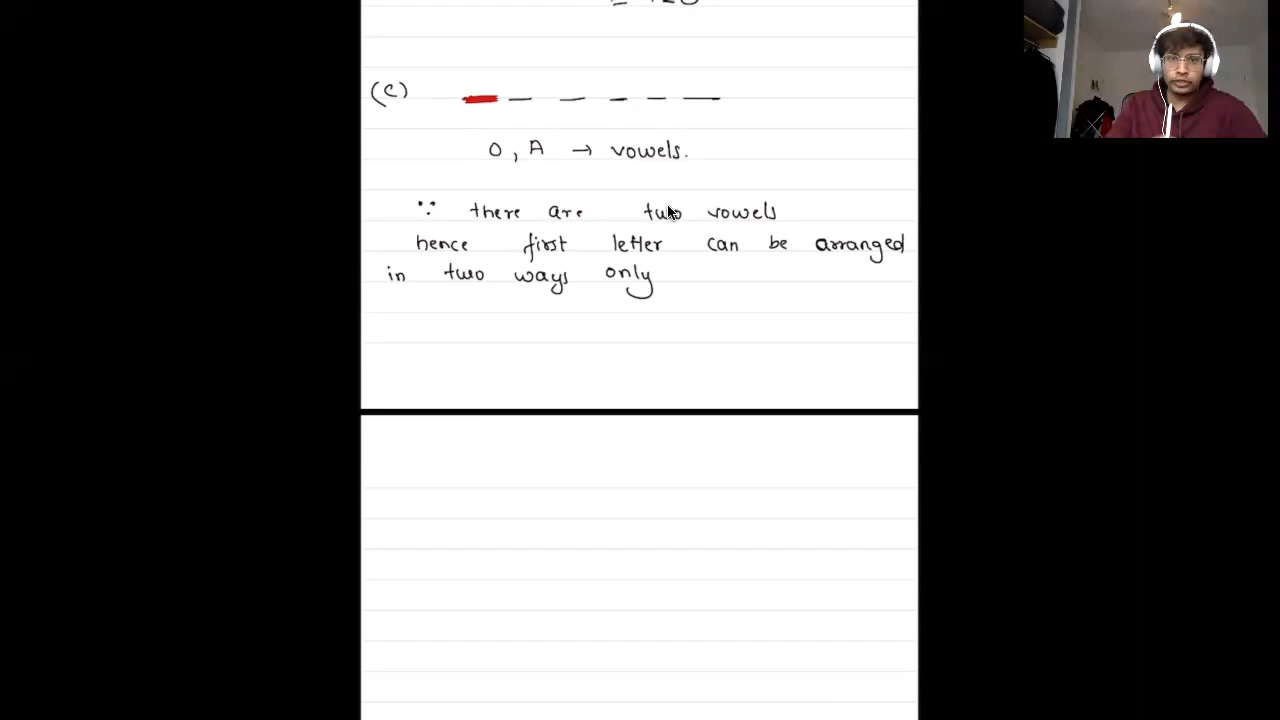 (c)
O, A → vowels.
∵ there are two vowels
hence first letter can be arranged
in two ways only